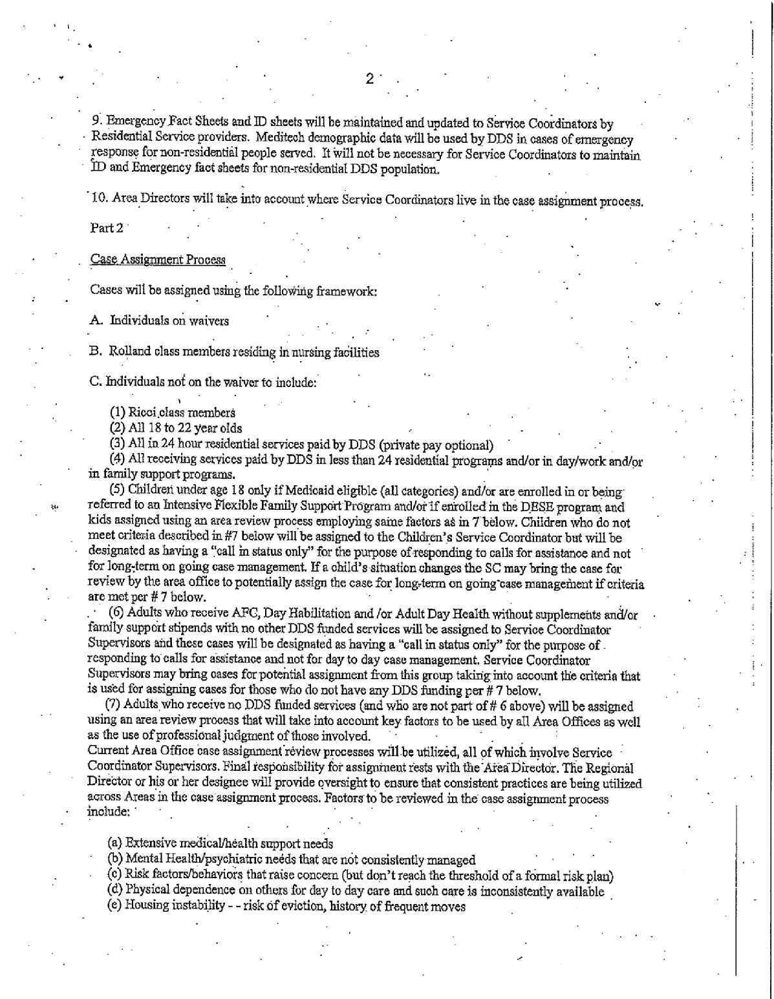 2
9. Emergency Fact Sheets and ID sheets will be maintained and updated to Service Coordinators by
Residential Service providers. Meditech demographic data will be used by DDS in cases of emergency
response for non-residential people served. It will not be necessary for Service Coordinators to maintain
ID and Emergency fact sheets for non-residential DDS population.
10. Area Directors will take into account where Service Coordinators live in the case assignment process.
Part 2
Case Assignment Process
Cases will be assigned using the following framework:
A. Individuals on waivers
B. Rolland class members residing in nursing facilities
C. Individuals not on the waiver to include:
(1) Ricci class members
(2) All 18 to 22 year olds
(3) All in 24 hour residential services paid by DDS (private pay optional)
(4) All receiving services paid by DDS in less than 24 residential programs and/or in day/work and/or
in family support programs.
(5) Children under age 18 only if Medicaid eligible (all categories) and/or are enrolled in or being
referred to an Intensive Flexible Family Support Program and/or if enrolled in the DESE program and
kids assigned using an area review process employing same factors as in 7 below. Children who do not
meet criteria described in #7 below will be assigned to the Children's Service Coordinator but will be
designated as having a "call in status only" for the purpose of responding to calls for assistance and not
for long-term on going case management. If a child's situation changes the SC may bring the case for
review by the area office to potentially assign the case for long-term on going case management if criteria
are met per # 7 below.
(6) Adults who receive AFC, Day Habilitation and /or Adult Day Health without supplements and/or
family support stipends with no other DDS funded services will be assigned to Service Coordinator
Supervisors and these cases will be designated as having a "call in status only" for the purpose of
responding to calls for assistance and not for day to day case management. Service Coordinator
Supervisors may bring cases for potential assignment from this group taking into account the criteria that
is used for assigning cases for those who do not have any DDS funding per # 7 below.
(7) Adults who receive no DDS funded services (and who are not part of # 6 above) will be assigned
using an area review process that will take into account key factors to be used by all Area Offices as well
as the use of professional judgment of those involved.
Current Area Office case assignment review processes will be utilized, all of which involve Service
Coordinator Supervisors. Final responsibility for assignment rests with the Area Director. The Regional
Director or his or her designee will provide oversight to ensure that consistent practices are being utilized
across Areas in the case assignment process. Factors to be reviewed in the case assignment process
include:
(a) Extensive medical/health support needs
(b) Mental Health/psychiatric needs that are not consistently managed
(c) Risk factors/behaviors that raise concern (but don't reach the threshold of a formal risk plan)
(d) Physical dependence on others for day to day care and such care is inconsistently available
(e) Housing instability - - risk of eviction, history of frequent moves